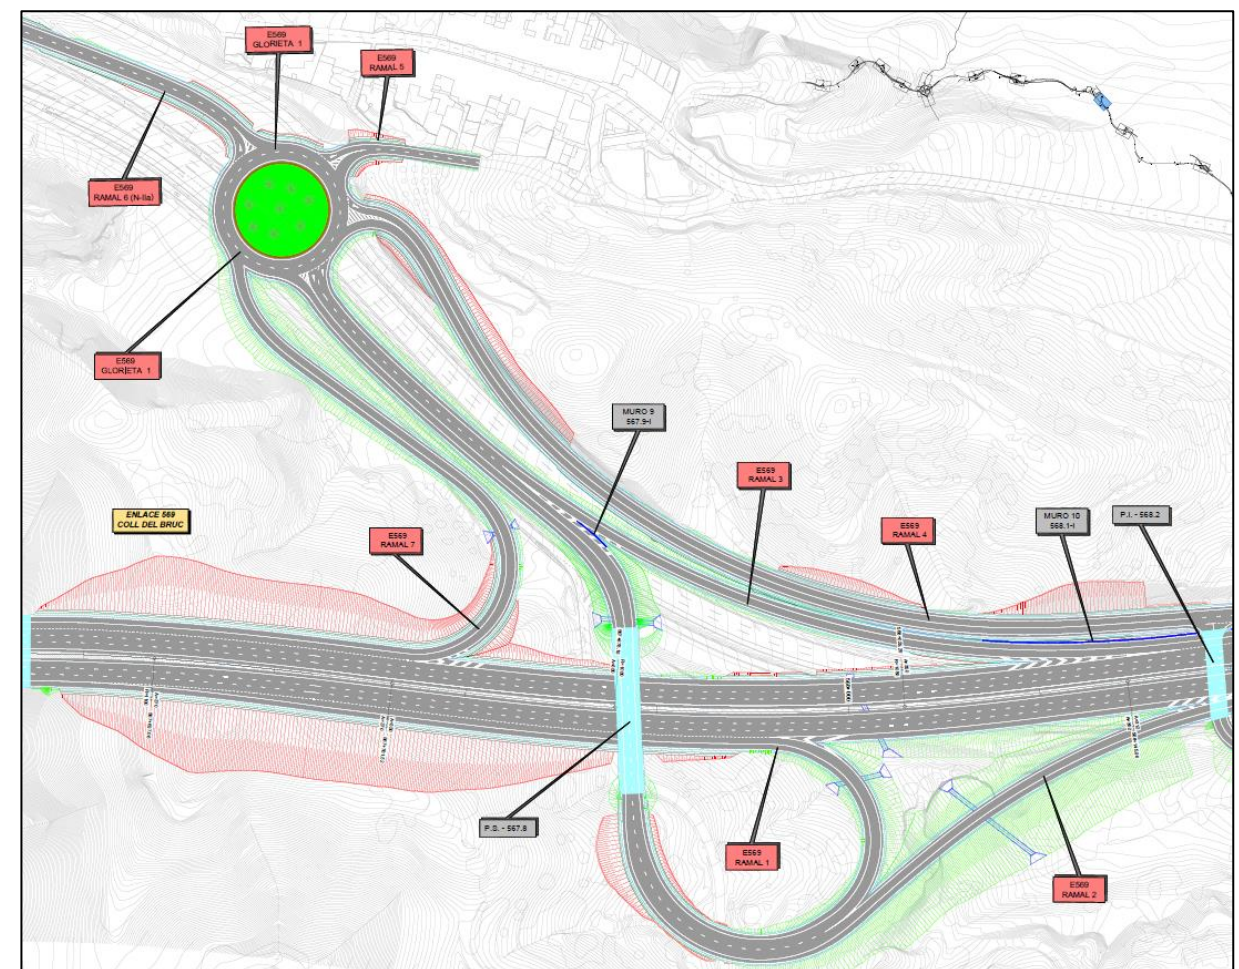 E569
GLORIETA 1
E569
RAMAL 5
E569
RAMAL 6 (N-IIa)
E569
GLORIETA 1
MURO 9
567.9-I
E569
RAMAL 3
ENLACE 569
COLL DEL BRUC
E569
RAMAL 7
E569
RAMAL 4
MURO 10
568.1-I
P.I. - 568.2
P.S. - 567.8
E569
RAMAL 1
E569
RAMAL 2